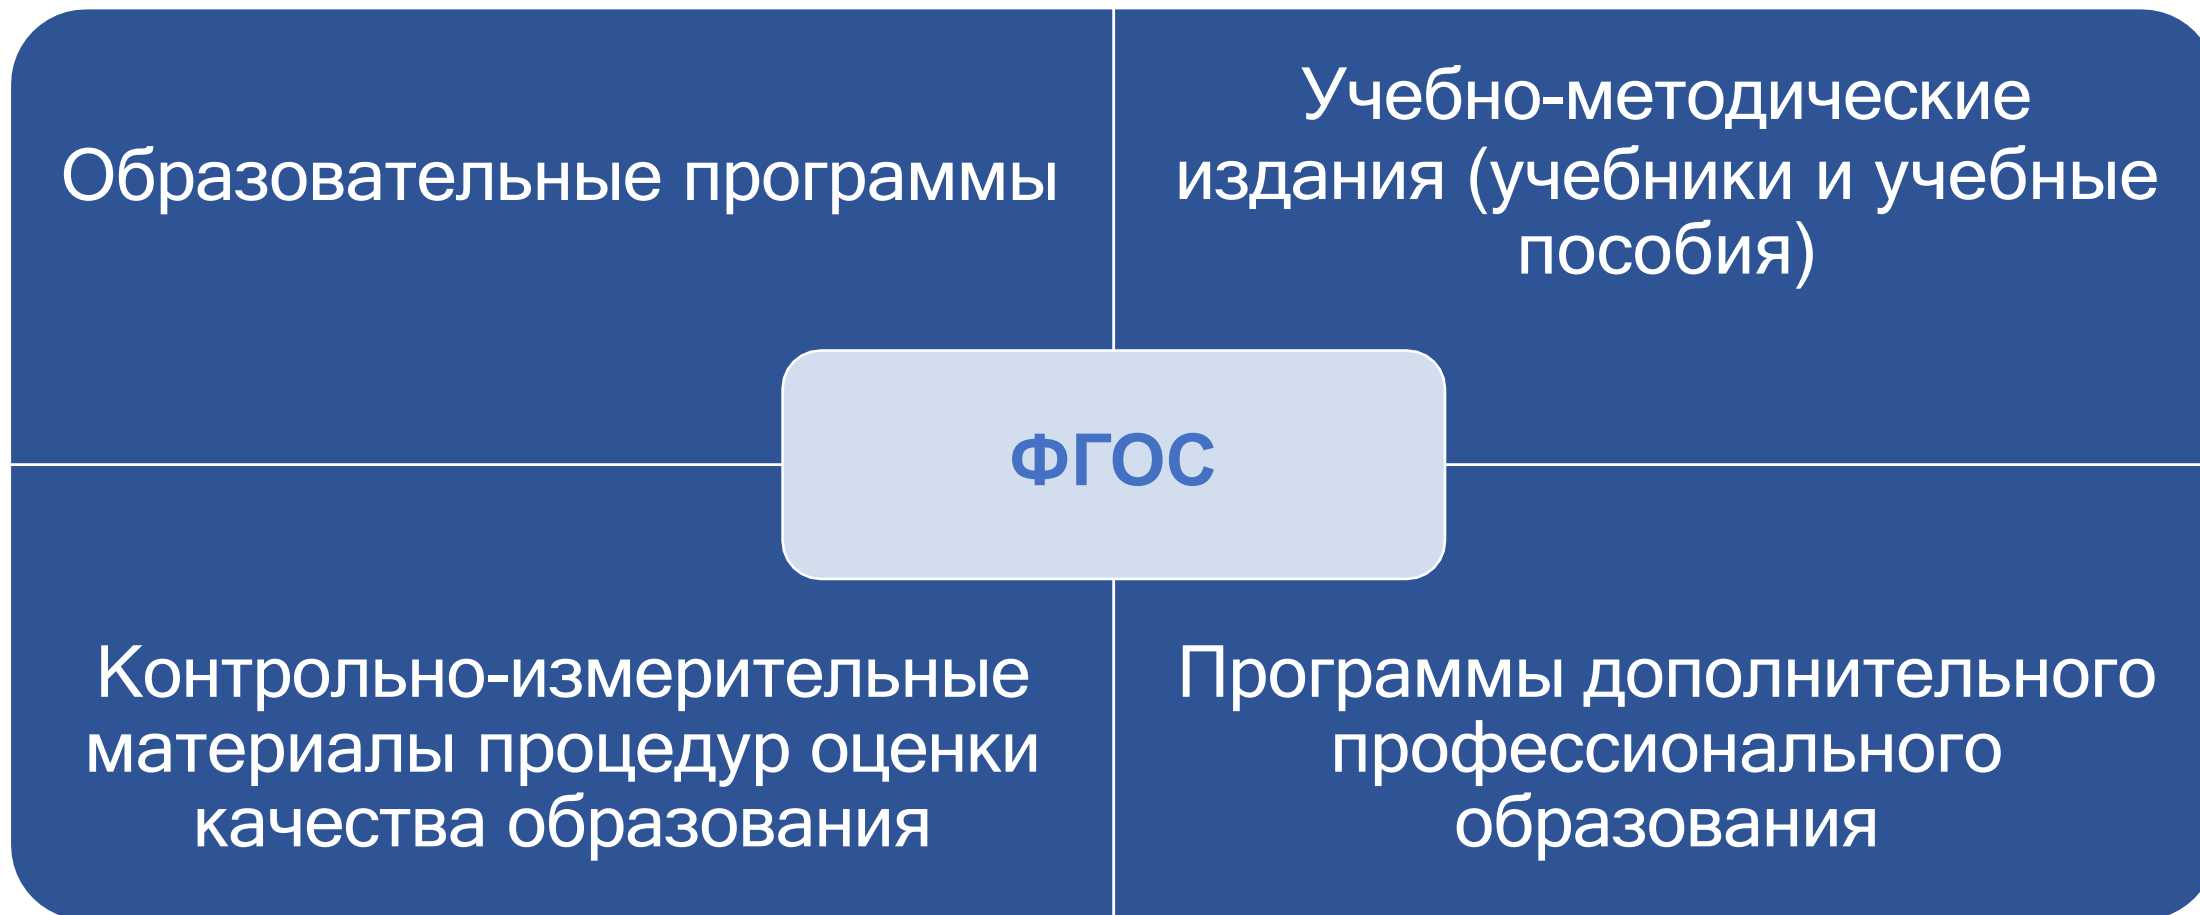 Образовательные программы
Учебно-методические
издания (учебники и учебные
пособия)
ФГОС
Контрольно-измерительные
материалы процедур оценки
качества образования
Программы дополнительного
профессионального
образования